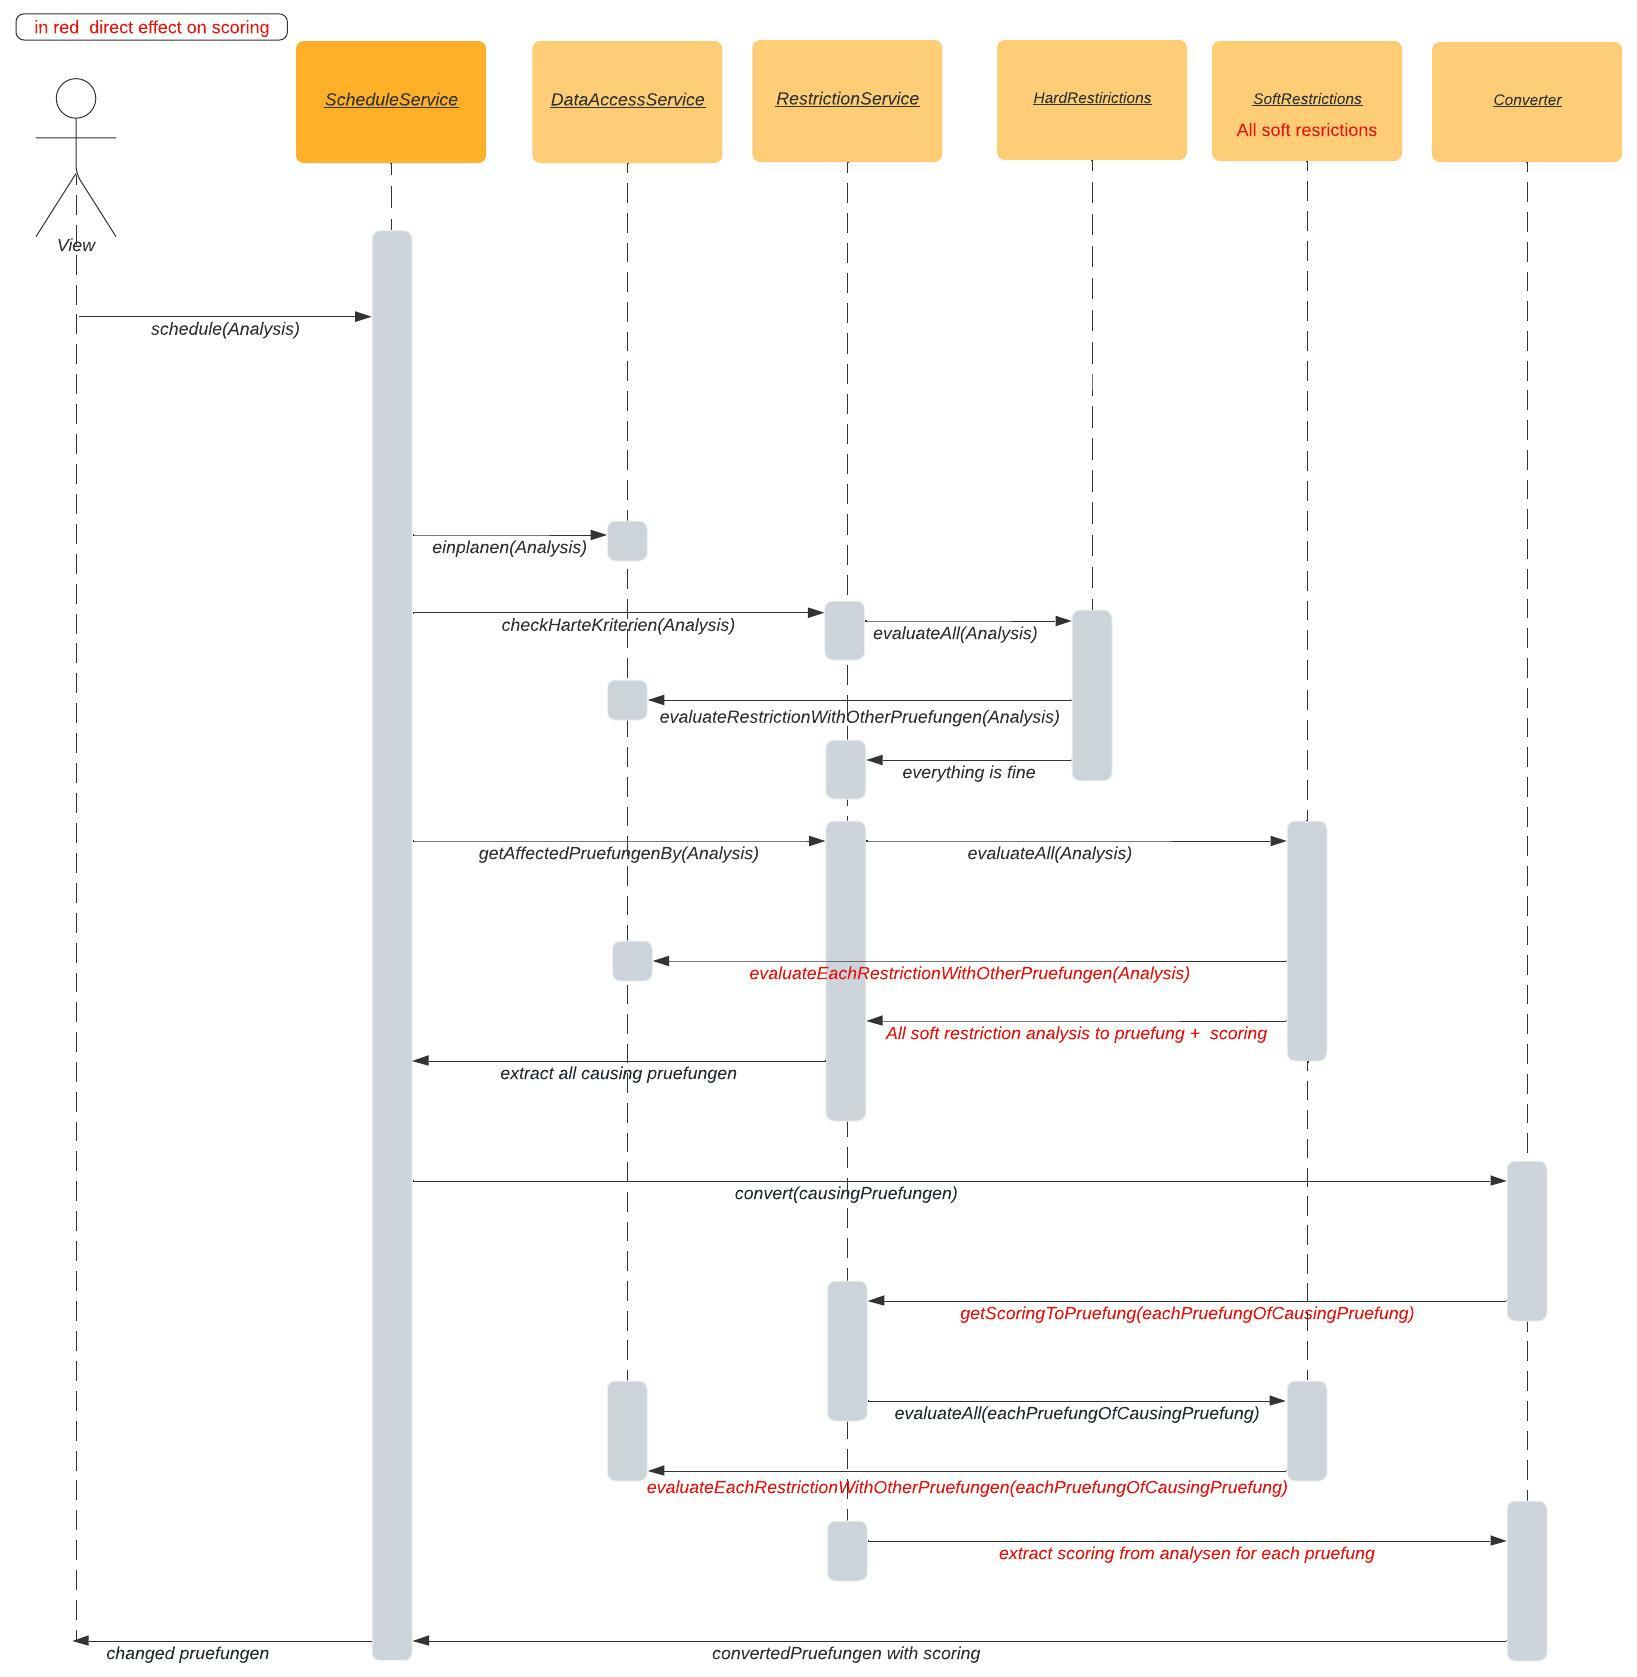 in red  direct effect on scoring
ScheduleService
DataAccessService
RestrictionService
HardRestirictions
SoftRestrictions
All soft resrictions
Converter
View
schedule(Analysis)
einplanen(Analysis)
checkHarteKriterien(Analysis)
evaluateAll(Analysis)
evaluateRestrictionWithOtherPruefungen(Analysis)
everything is fine
getAffectedPruefungenBy(Analysis)
evaluateAll(Analysis)
evaluateEachRestrictionWithOtherPruefungen(Analysis)
All soft restriction analysis to pruefung +  scoring
extract all causing pruefungen
convert(causingPruefungen)
getScoringToPruefung(eachPruefungOfCausingPruefung)
evaluateAll(eachPruefungOfCausingPruefung)
evaluateEachRestrictionWithOtherPruefungen(eachPruefungOfCausingPruefung)
extract scoring from analysen for each pruefung
changed pruefungen
convertedPruefungen with scoring